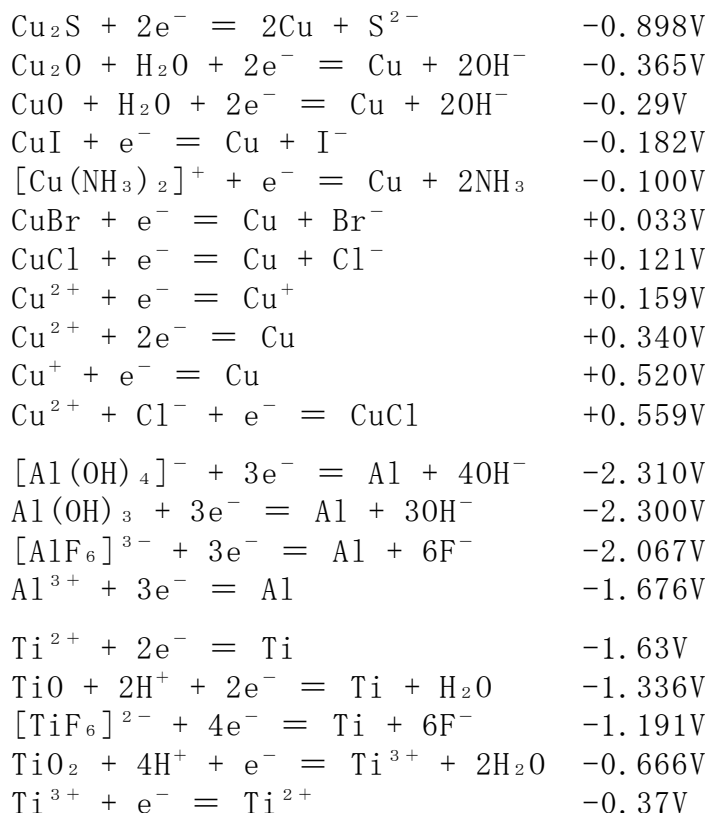 Cu₂S + 2e⁻ = 2Cu + S²⁻ -0.898V
Cu₂O + H₂O + 2e⁻ = Cu + 2OH⁻ -0.365V
CuO + H₂O + 2e⁻ = Cu + 2OH⁻ -0.29V
CuI + e⁻ = Cu + I⁻ -0.182V
[Cu(NH₃)₂]⁺ + e⁻ = Cu + 2NH₃ -0.100V
CuBr + e⁻ = Cu + Br⁻ +0.033V
CuCl + e⁻ = Cu + Cl⁻ +0.121V
Cu²⁺ + e⁻ = Cu⁺ +0.159V
Cu²⁺ + 2e⁻ = Cu +0.340V
Cu⁺ + e⁻ = Cu +0.520V
Cu²⁺ + Cl⁻ + e⁻ = CuCl +0.559V
[Al(OH)₄]⁻ + 3e⁻ = Al + 4OH⁻ -2.310V
Al(OH)₃ + 3e⁻ = Al + 3OH⁻ -2.300V
[AlF₆]³⁻ + 3e⁻ = Al + 6F⁻ -2.067V
Al³⁺ + 3e⁻ = Al -1.676V
Ti²⁺ + 2e⁻ = Ti -1.63V
TiO + 2H⁺ + 2e⁻ = Ti + H₂O -1.336V
[TiF₆]²⁻ + 4e⁻ = Ti + 6F⁻ -1.191V
TiO₂ + 4H⁺ + e⁻ = Ti³⁺ + 2H₂O -0.666V
Ti³⁺ + e⁻ = Ti²⁺ -0.37V